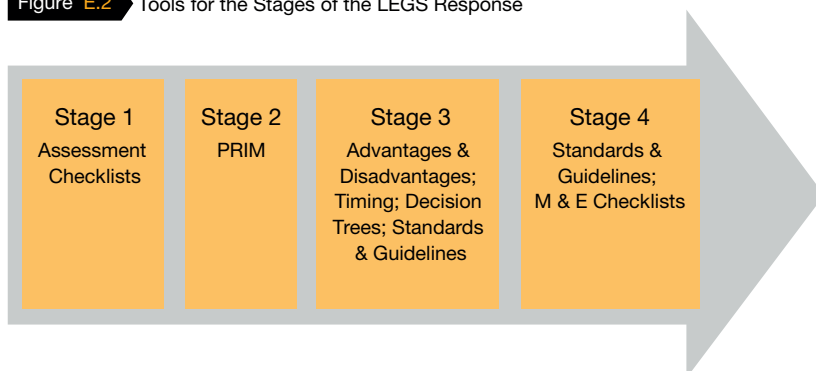 Figure E.2 Tools for the Stages of the LEGS Response
Stage 1
Assessment
Checklists
Stage 2
PRIM
Stage 3
Advantages &
Disadvantages;
Timing; Decision
Trees; Standards
& Guidelines
Stage 4
Standards &
Guidelines;
M & E Checklists